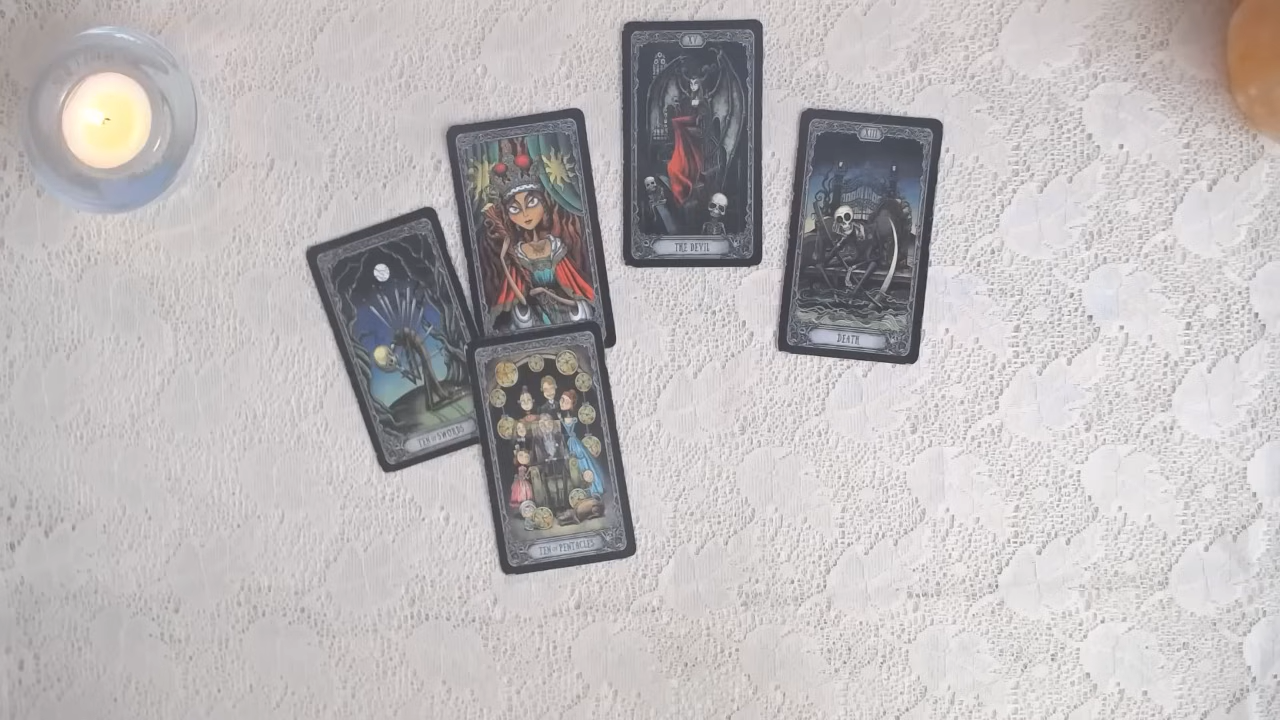 XV
THE DEVIL
XIII
DEATH
TEN OF SWORDS
TEN OF PENTACLES